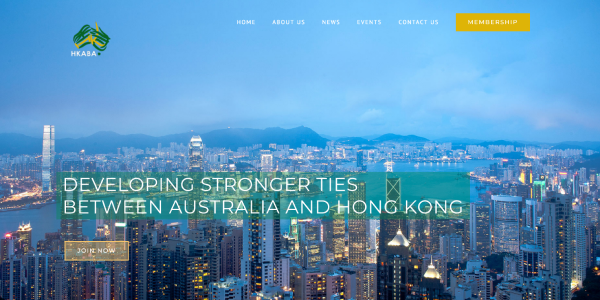 HOME
ABOUT US
NEWS
EVENTS
CONTACT US
MEMBERSHIP
HKABA
DEVELOPING STRONGER TIES
BETWEEN AUSTRALIA AND HONG KONG
JOIN NOW